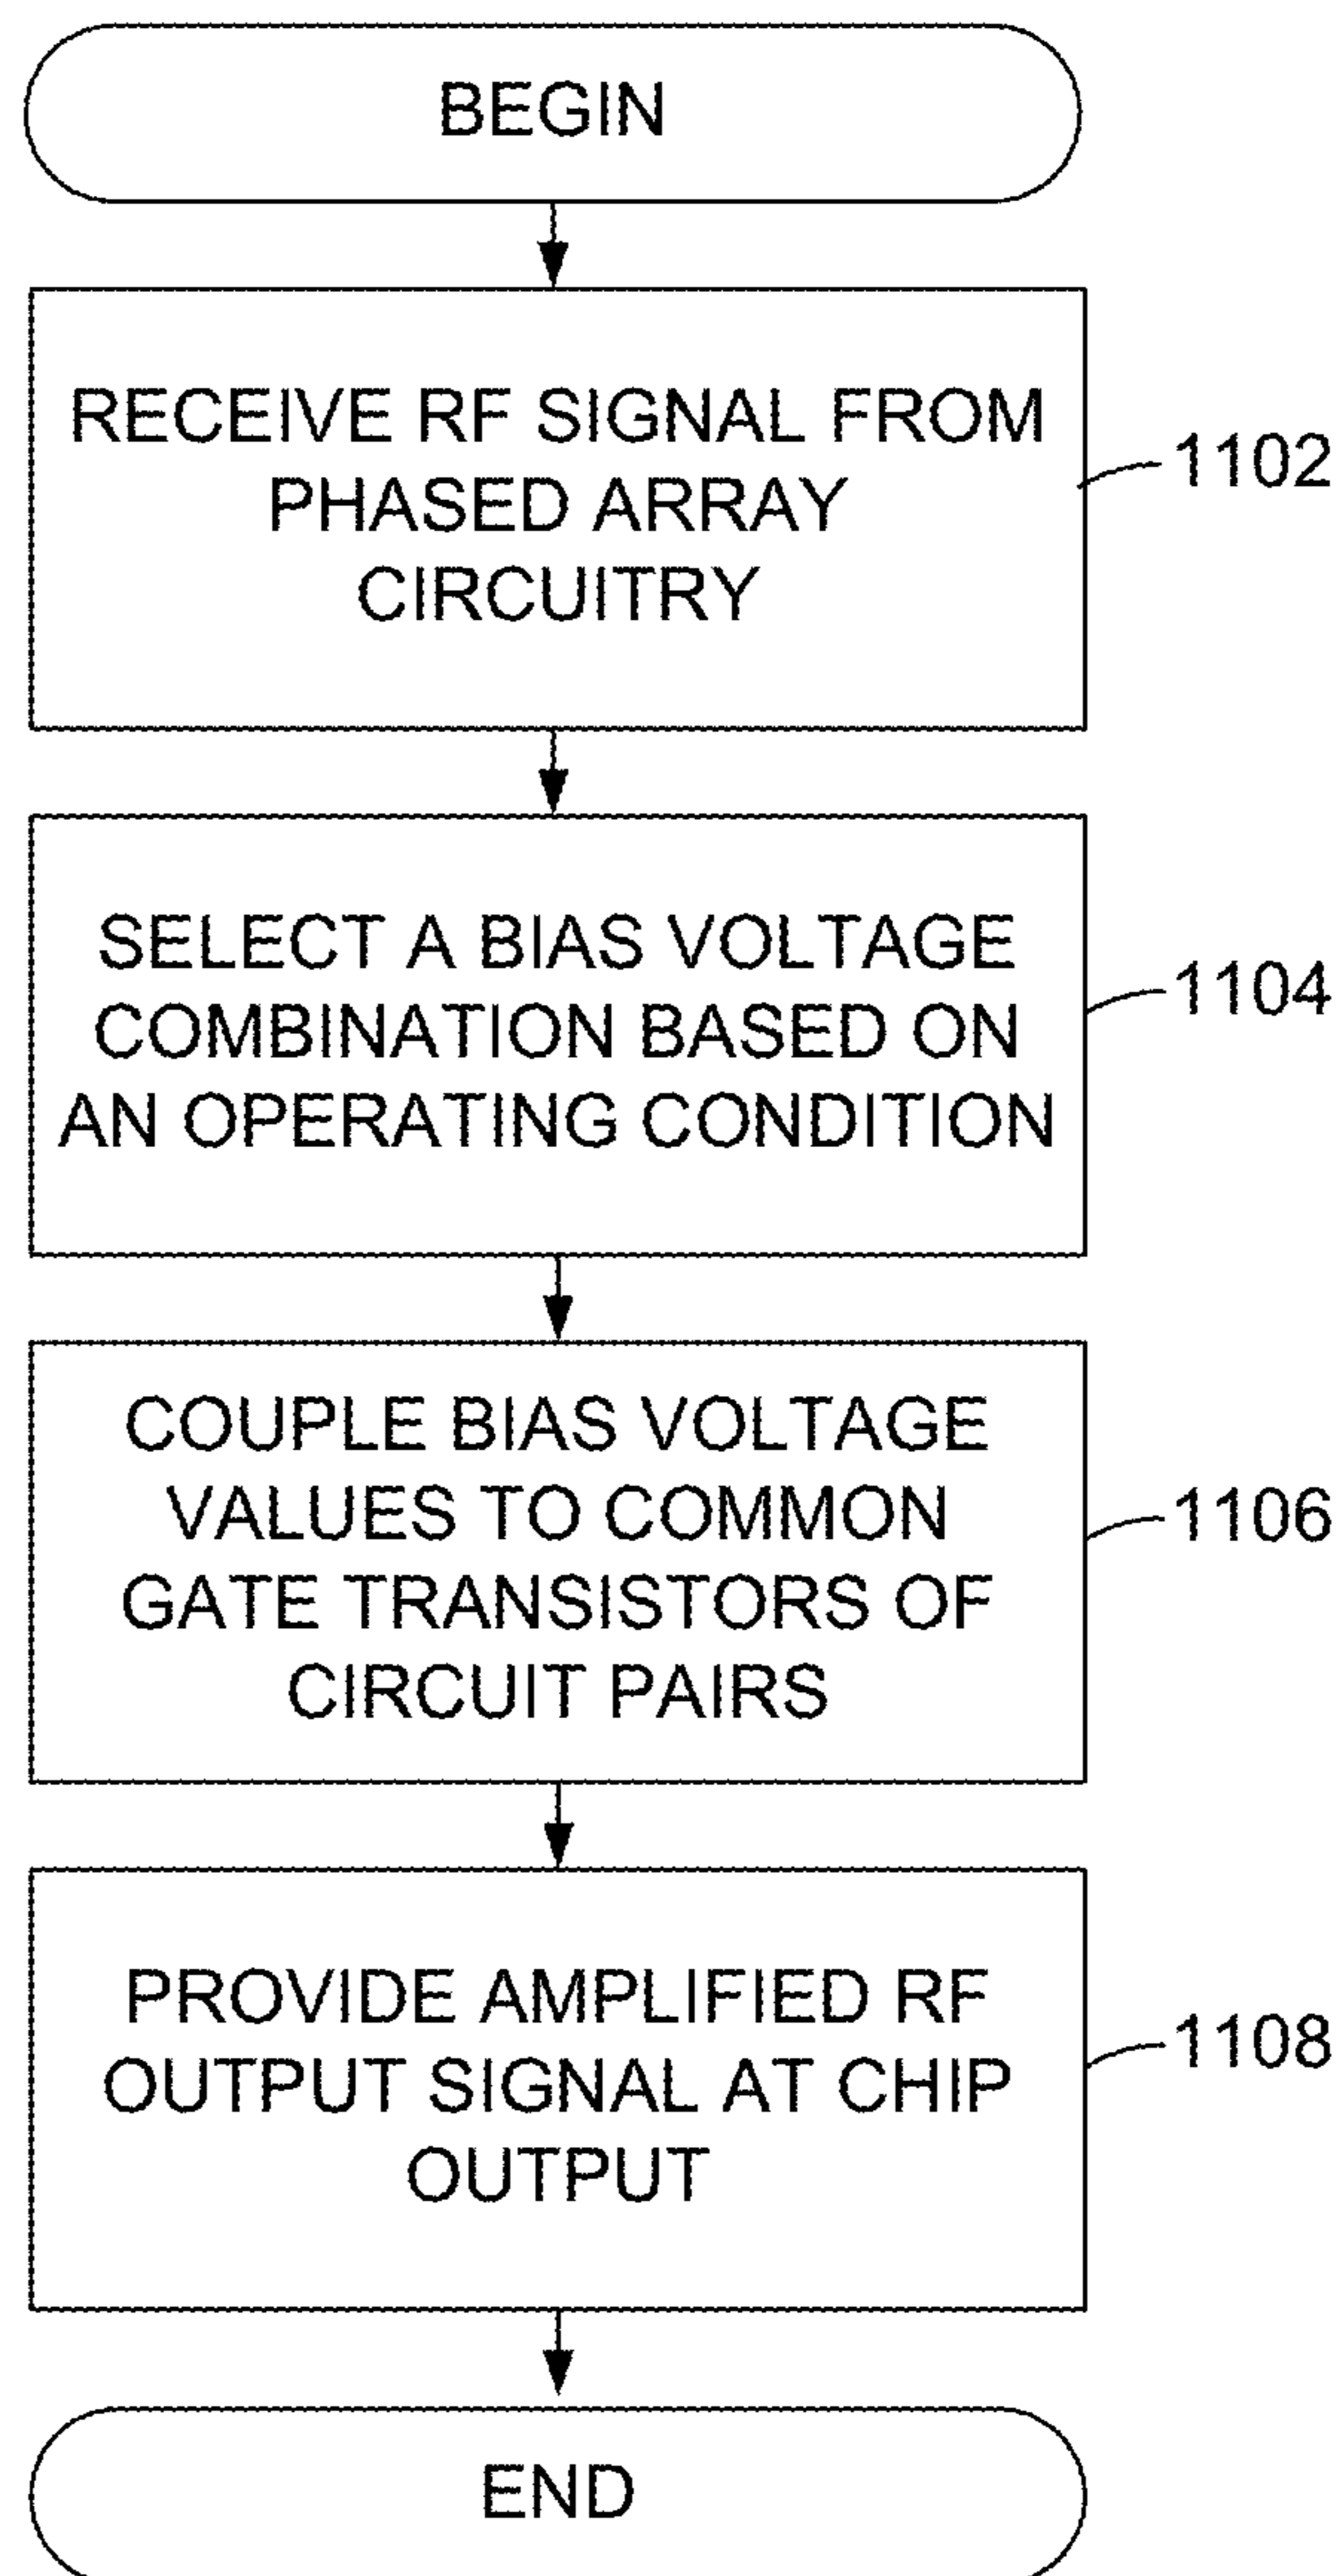 BEGIN
RECEIVE RF SIGNAL FROM
PHASED ARRAY
CIRCUITRY
1102
SELECT A BIAS VOLTAGE
COMBINATION BASED ON
AN OPERATING CONDITION
1104
COUPLE BIAS VOLTAGE
VALUES TO COMMON
GATE TRANSISTORS OF
CIRCUIT PAIRS
1106
PROVIDE AMPLIFIED RF
OUTPUT SIGNAL AT CHIP
OUTPUT
1108
END